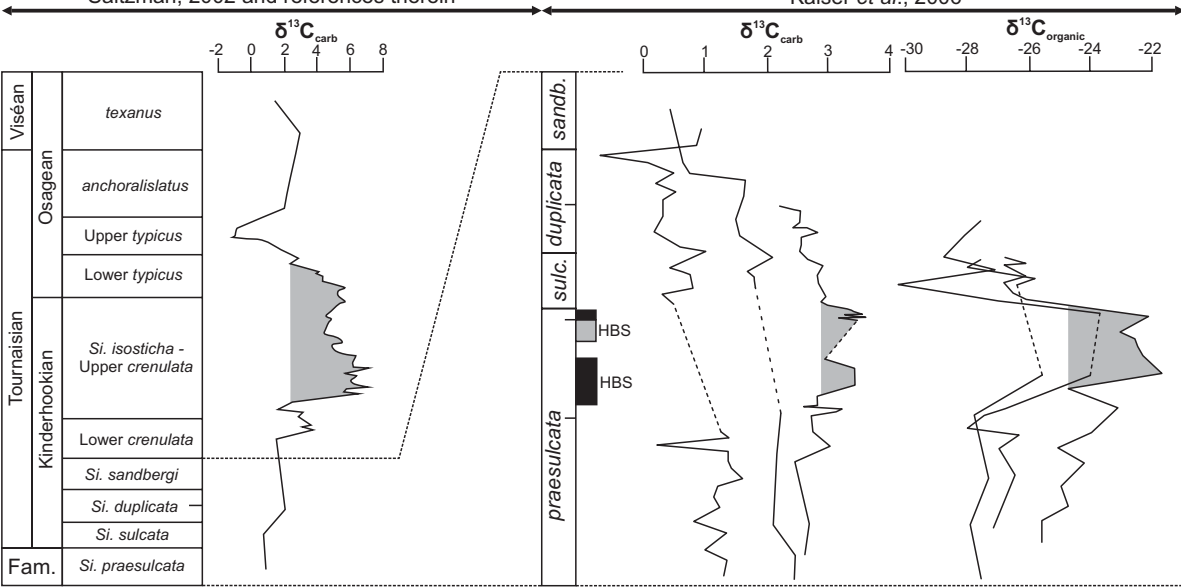 Saltzman, 2002 and references therein
Kaiser et al., 2006
δ13Ccarb
-2 0 2 4 6 8
δ13Ccarb
0 1 2 3 4
δ13Corganic
-30 -28 -26 -24 -22
Viséan
Tournaisian
Fam.
Osagean
Kinderhookian
texanus
anchoralislatus
Upper typicus
Lower typicus
Si. isosticha -
Upper crenulata
Lower crenulata
Si. sandbergi
Si. duplicata
Si. sulcata
Si. praesulcata
sandb.
duplicata
sulc.
praesulcata
HBS
HBS